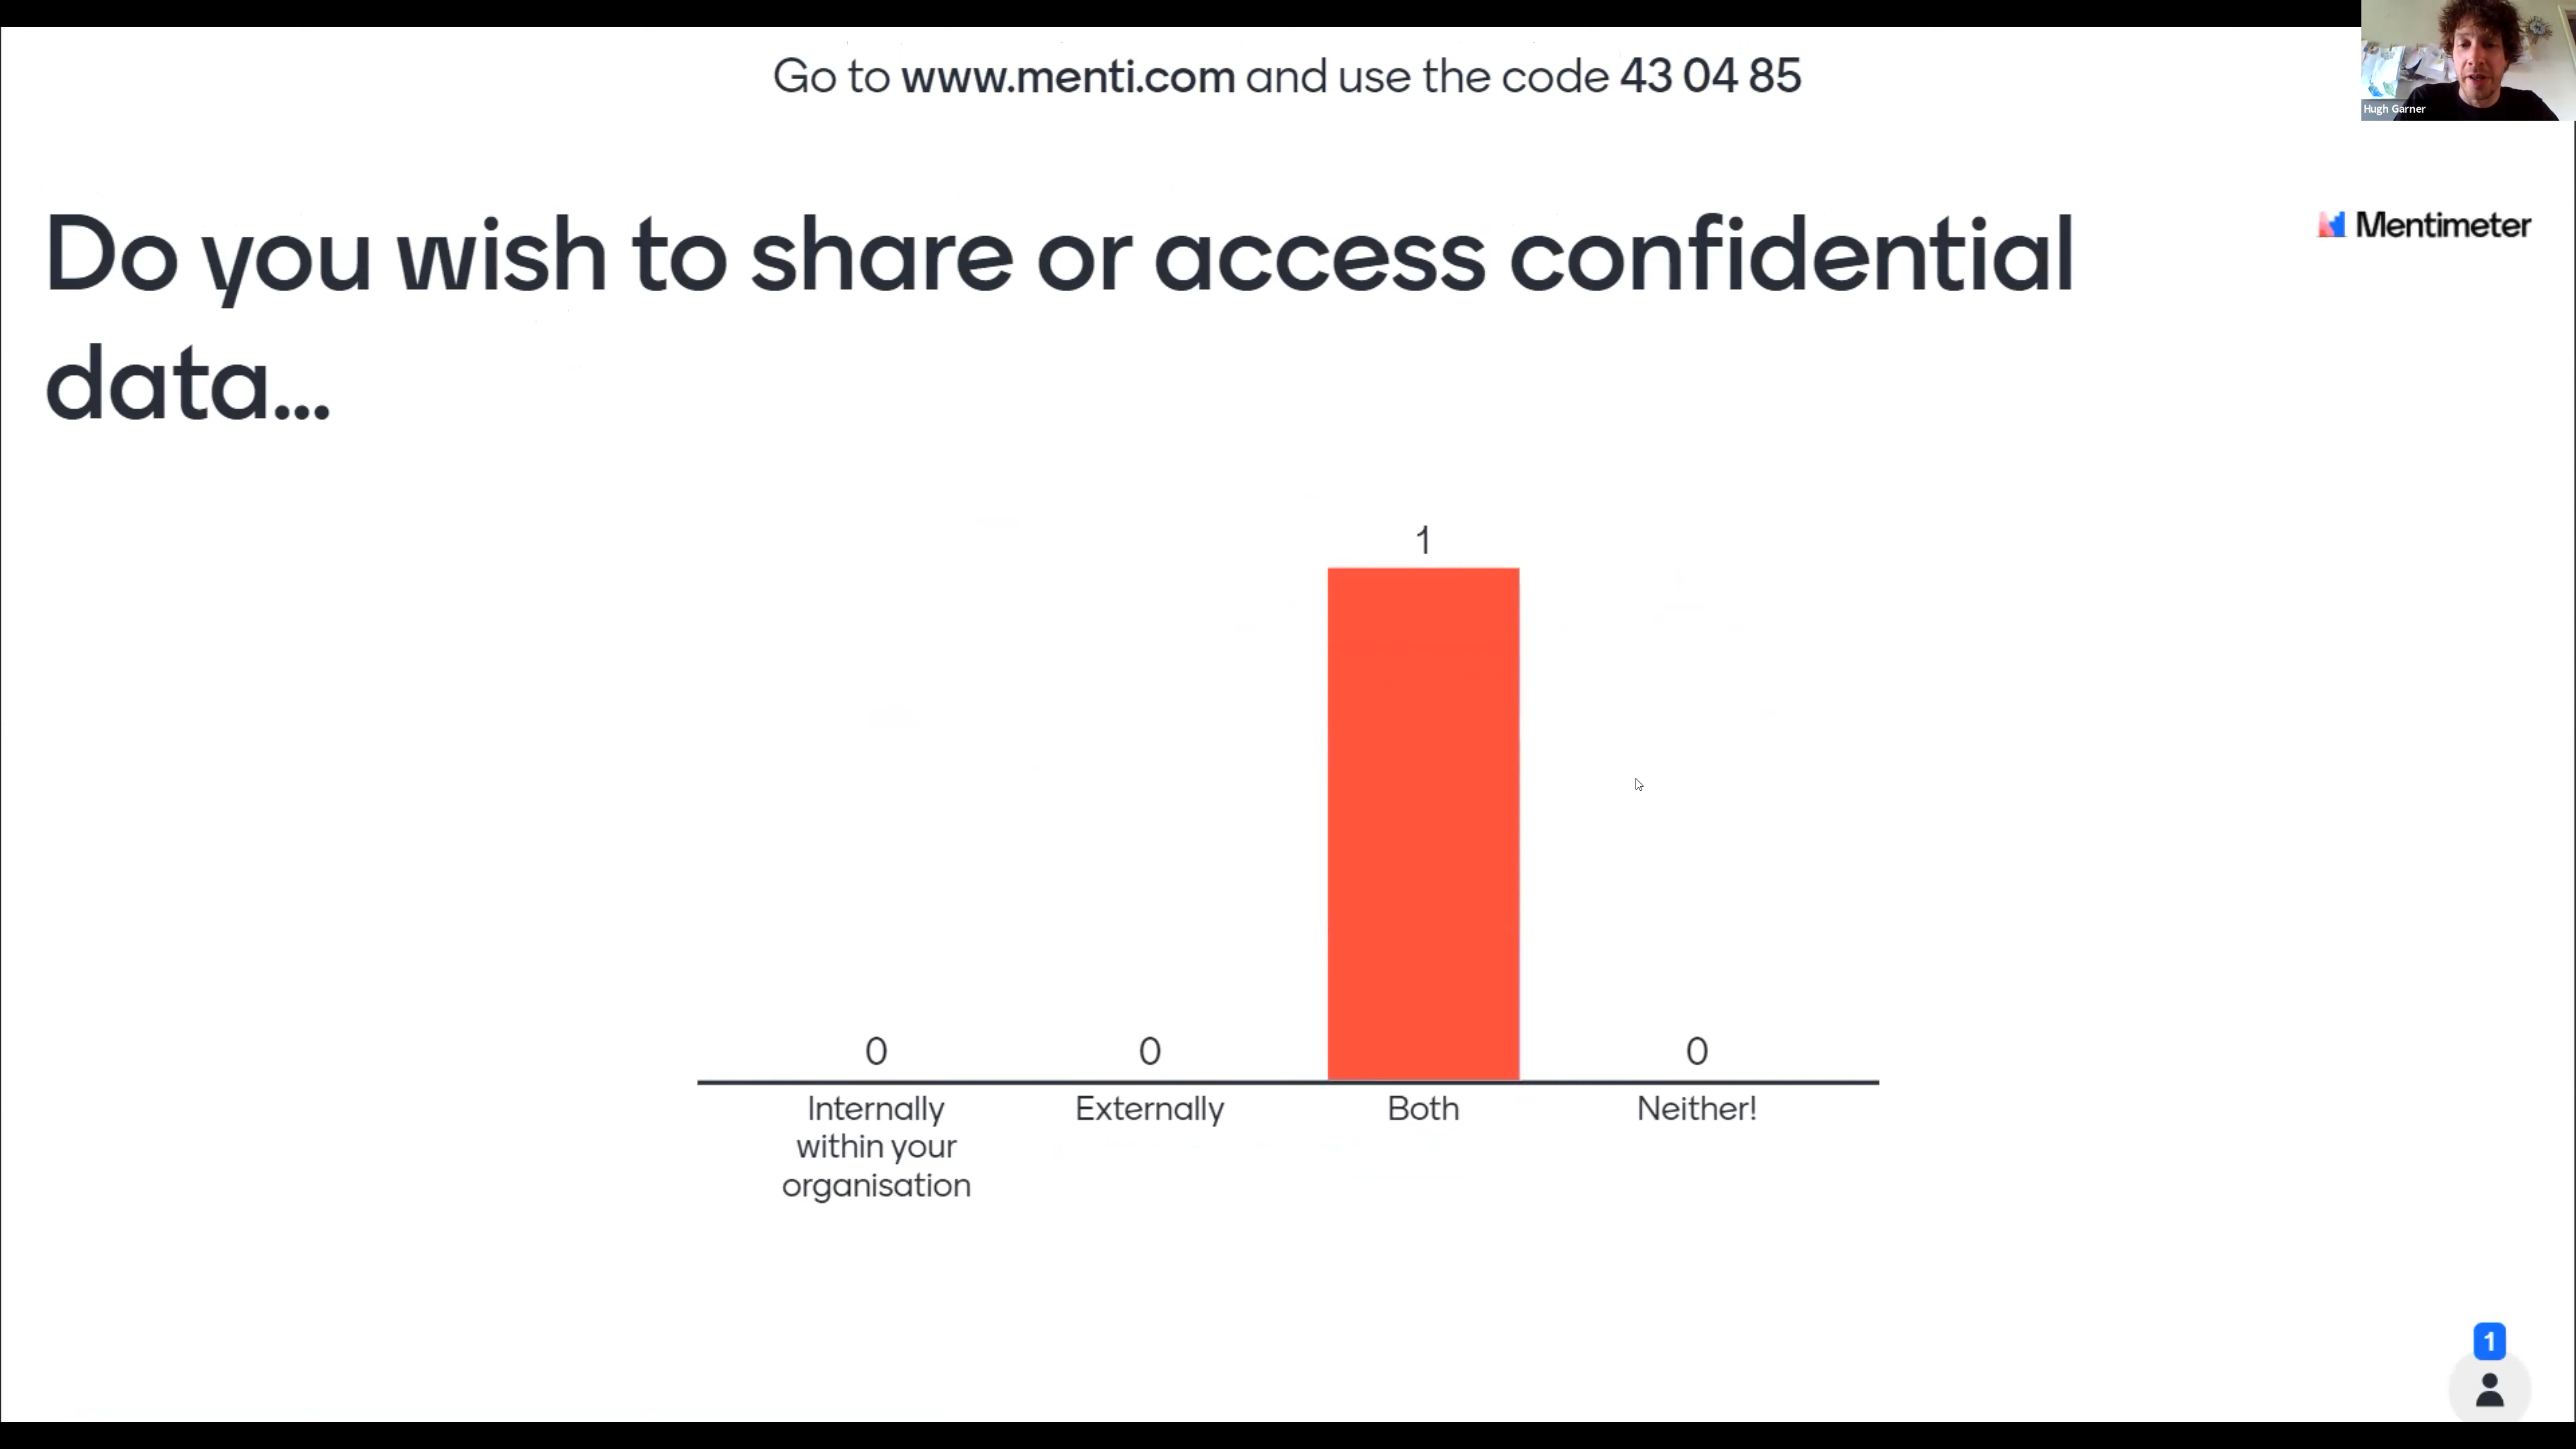 Go to www.menti.com and use the code 43 04 85
Hugh Garner
Do you wish to share or access confidential
data...
Mentimeter
1
0
0
0
Internally
within your
organisation
Externally
Both
Neither!
1